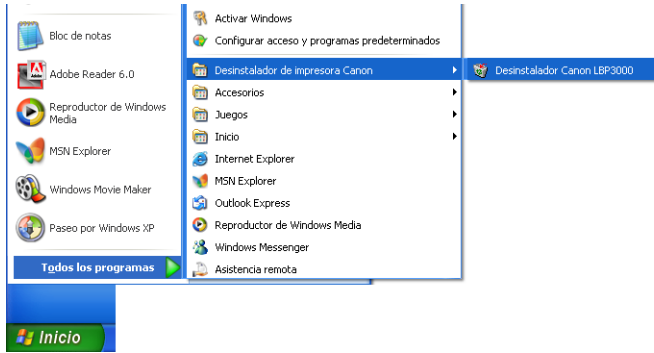 Bloc de notas
Adobe Reader 6.0
Reproductor de Windows
Media
MSN Explorer
Windows Movie Maker
Paseo por Windows XP
Todos los programas
Inicio
Activar Windows
Configurar acceso y programas predeterminados
Desinstalador de impresora Canon
Accesorios
Juegos
Inicio
Internet Explorer
MSN Explorer
Outlook Express
Reproductor de Windows Media
Windows Messenger
Asistencia remota
Desinstalador Canon LBP3000